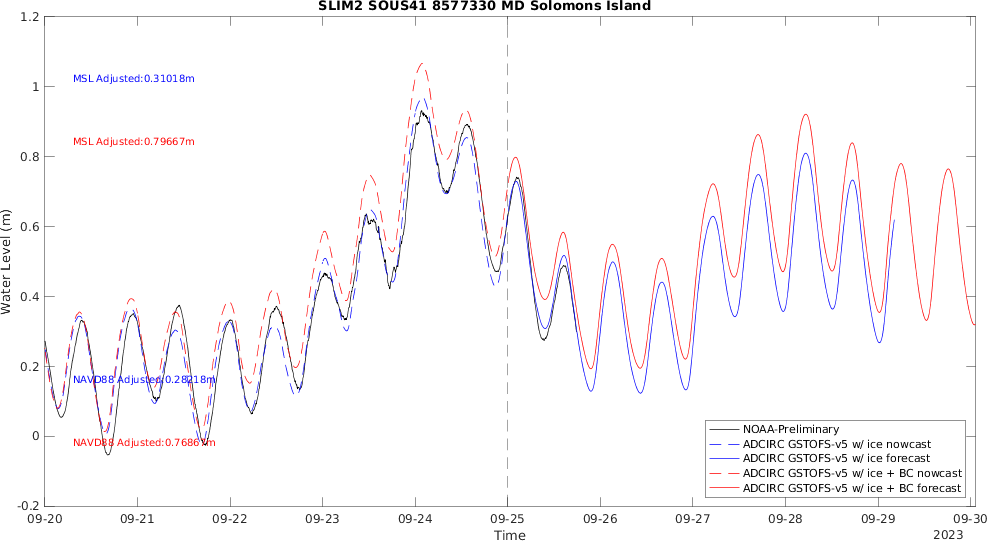 SLIM2 SOUS41 8577330 MD Solomons Island
1.2
1
0.8
0.6
0.4
0.2
0
-0.2
Water Level (m)
MSL Adjusted:0.31018m
MSL Adjusted:0.79667m
NAVD88 Adjusted:0.28218m
NAVD88 Adjusted:0.76867m
NOAA-Preliminary
ADCIRC GSTOFS-v5 w/ ice nowcast
ADCIRC GSTOFS-v5 w/ ice forecast
ADCIRC GSTOFS-v5 w/ ice + BC nowcast
ADCIRC GSTOFS-v5 w/ ice + BC forecast
09-20 09-21 09-22 09-23 09-24 09-25 09-26 09-27 09-28 09-29 09-30
Time
2023